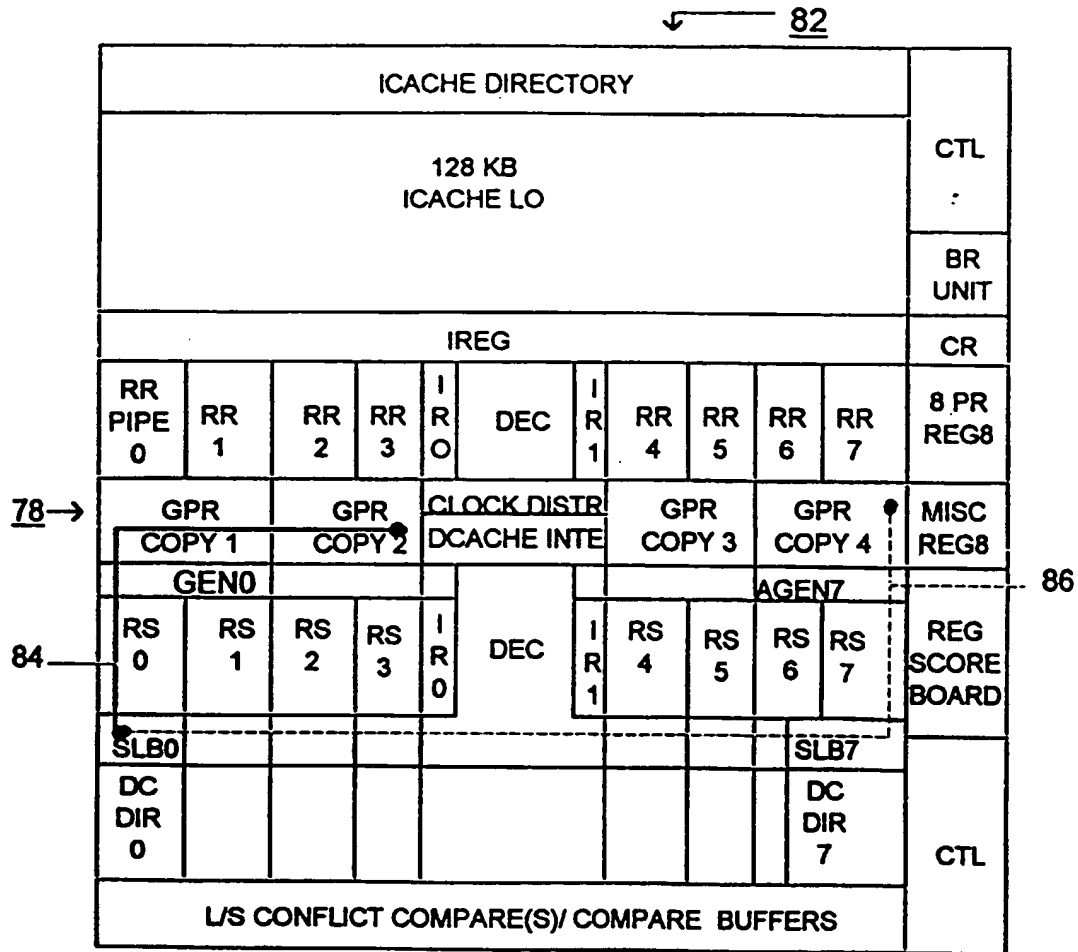 82
ICACHE DIRECTORY
CTL
128 KB
ICACHE LO
BR
UNIT
IREG
CR
RR
PIPE
0
RR
1
RR
2
RR
3
I
R
O
DEC
I
R
1
RR
4
RR
5
RR
6
RR
7
8 PR
REG8
78
GPR
COPY 1
GPR
COPY 2
CLOCK DISTR
DCACHE INTE
GPR
COPY 3
GPR
COPY 4
MISC
REG8
GEN0
AGEN7
86
84
RS
0
RS
1
RS
2
RS
3
I
R
0
DEC
I
R
1
RS
4
RS
5
RS
6
RS
7
REG
SCORE
BOARD
SLB0
SLB7
DC
DIR
0
DC
DIR
7
CTL
L/S CONFLICT COMPARE(S)/ COMPARE BUFFERS